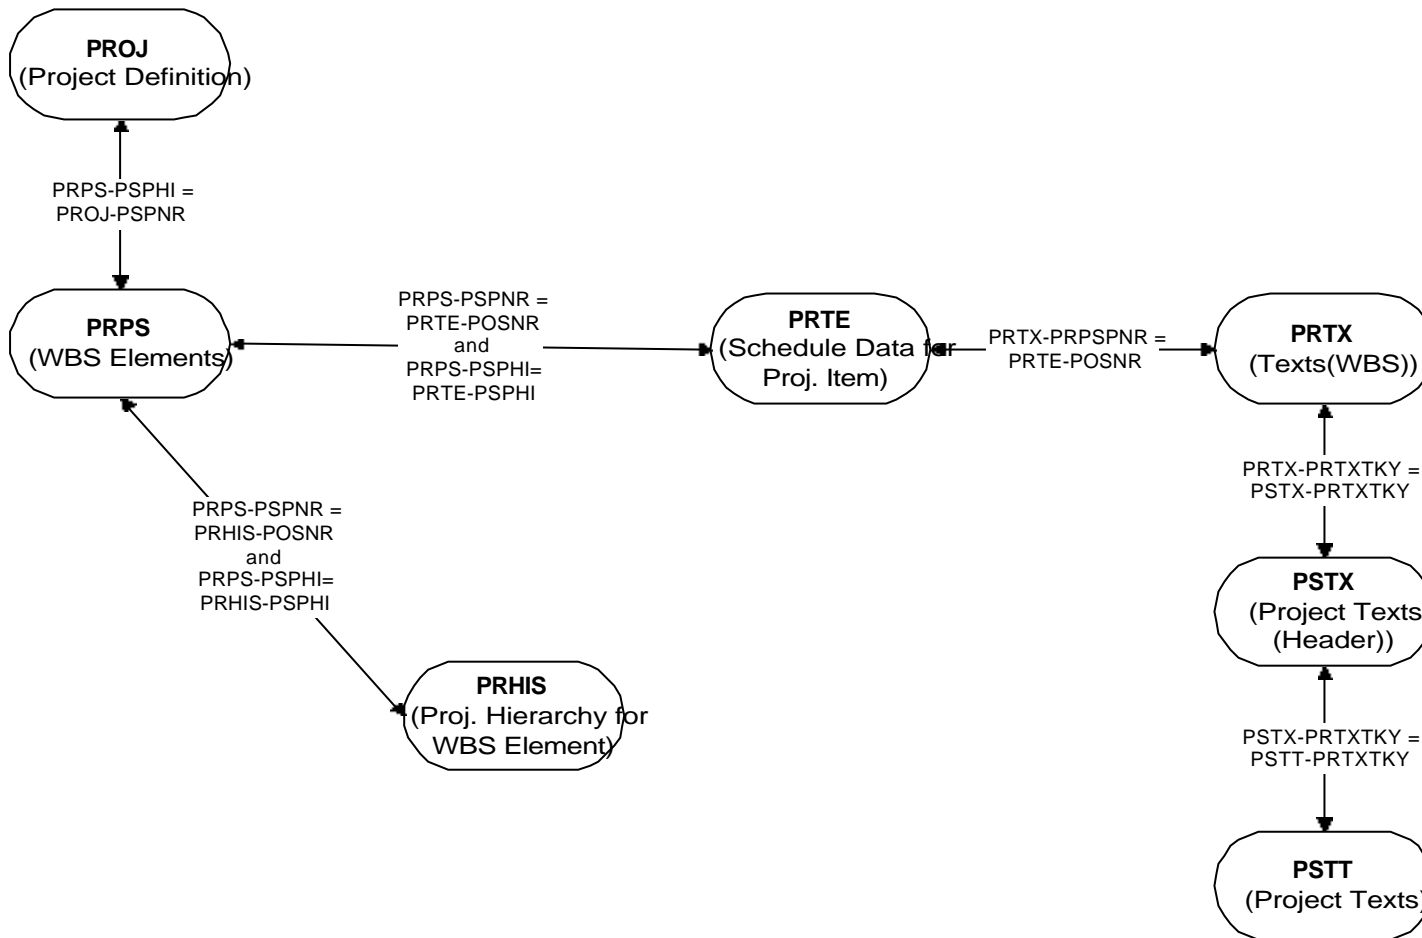 PROJ
(Project Definition)
PRPS-PSPHI =
PROJ-PSPNR
PRPS
(WBS Elements)
PRPS-PSPNR =
PRTE-POSNR
and
PRPS-PSPHI=
PRTE-PSPHI
PRTE
(Schedule Data for
Proj. Item)
PRTX-PRPSPNR =
PRTE-POSNR
PRTX
(Texts(WBS))
PRTX-PRTXTKY =
PSTX-PRTXTKY
PRPS-PSPNR =
PRHIS-POSNR
and
PRPS-PSPHI=
PRHIS-PSPHI
PSTX
(Project Texts
(Header))
PRHIS
(Proj. Hierarchy for
WBS Element)
PSTX-PRTXTKY =
PSTT-PRTXTKY
PSTT
(Project Texts)